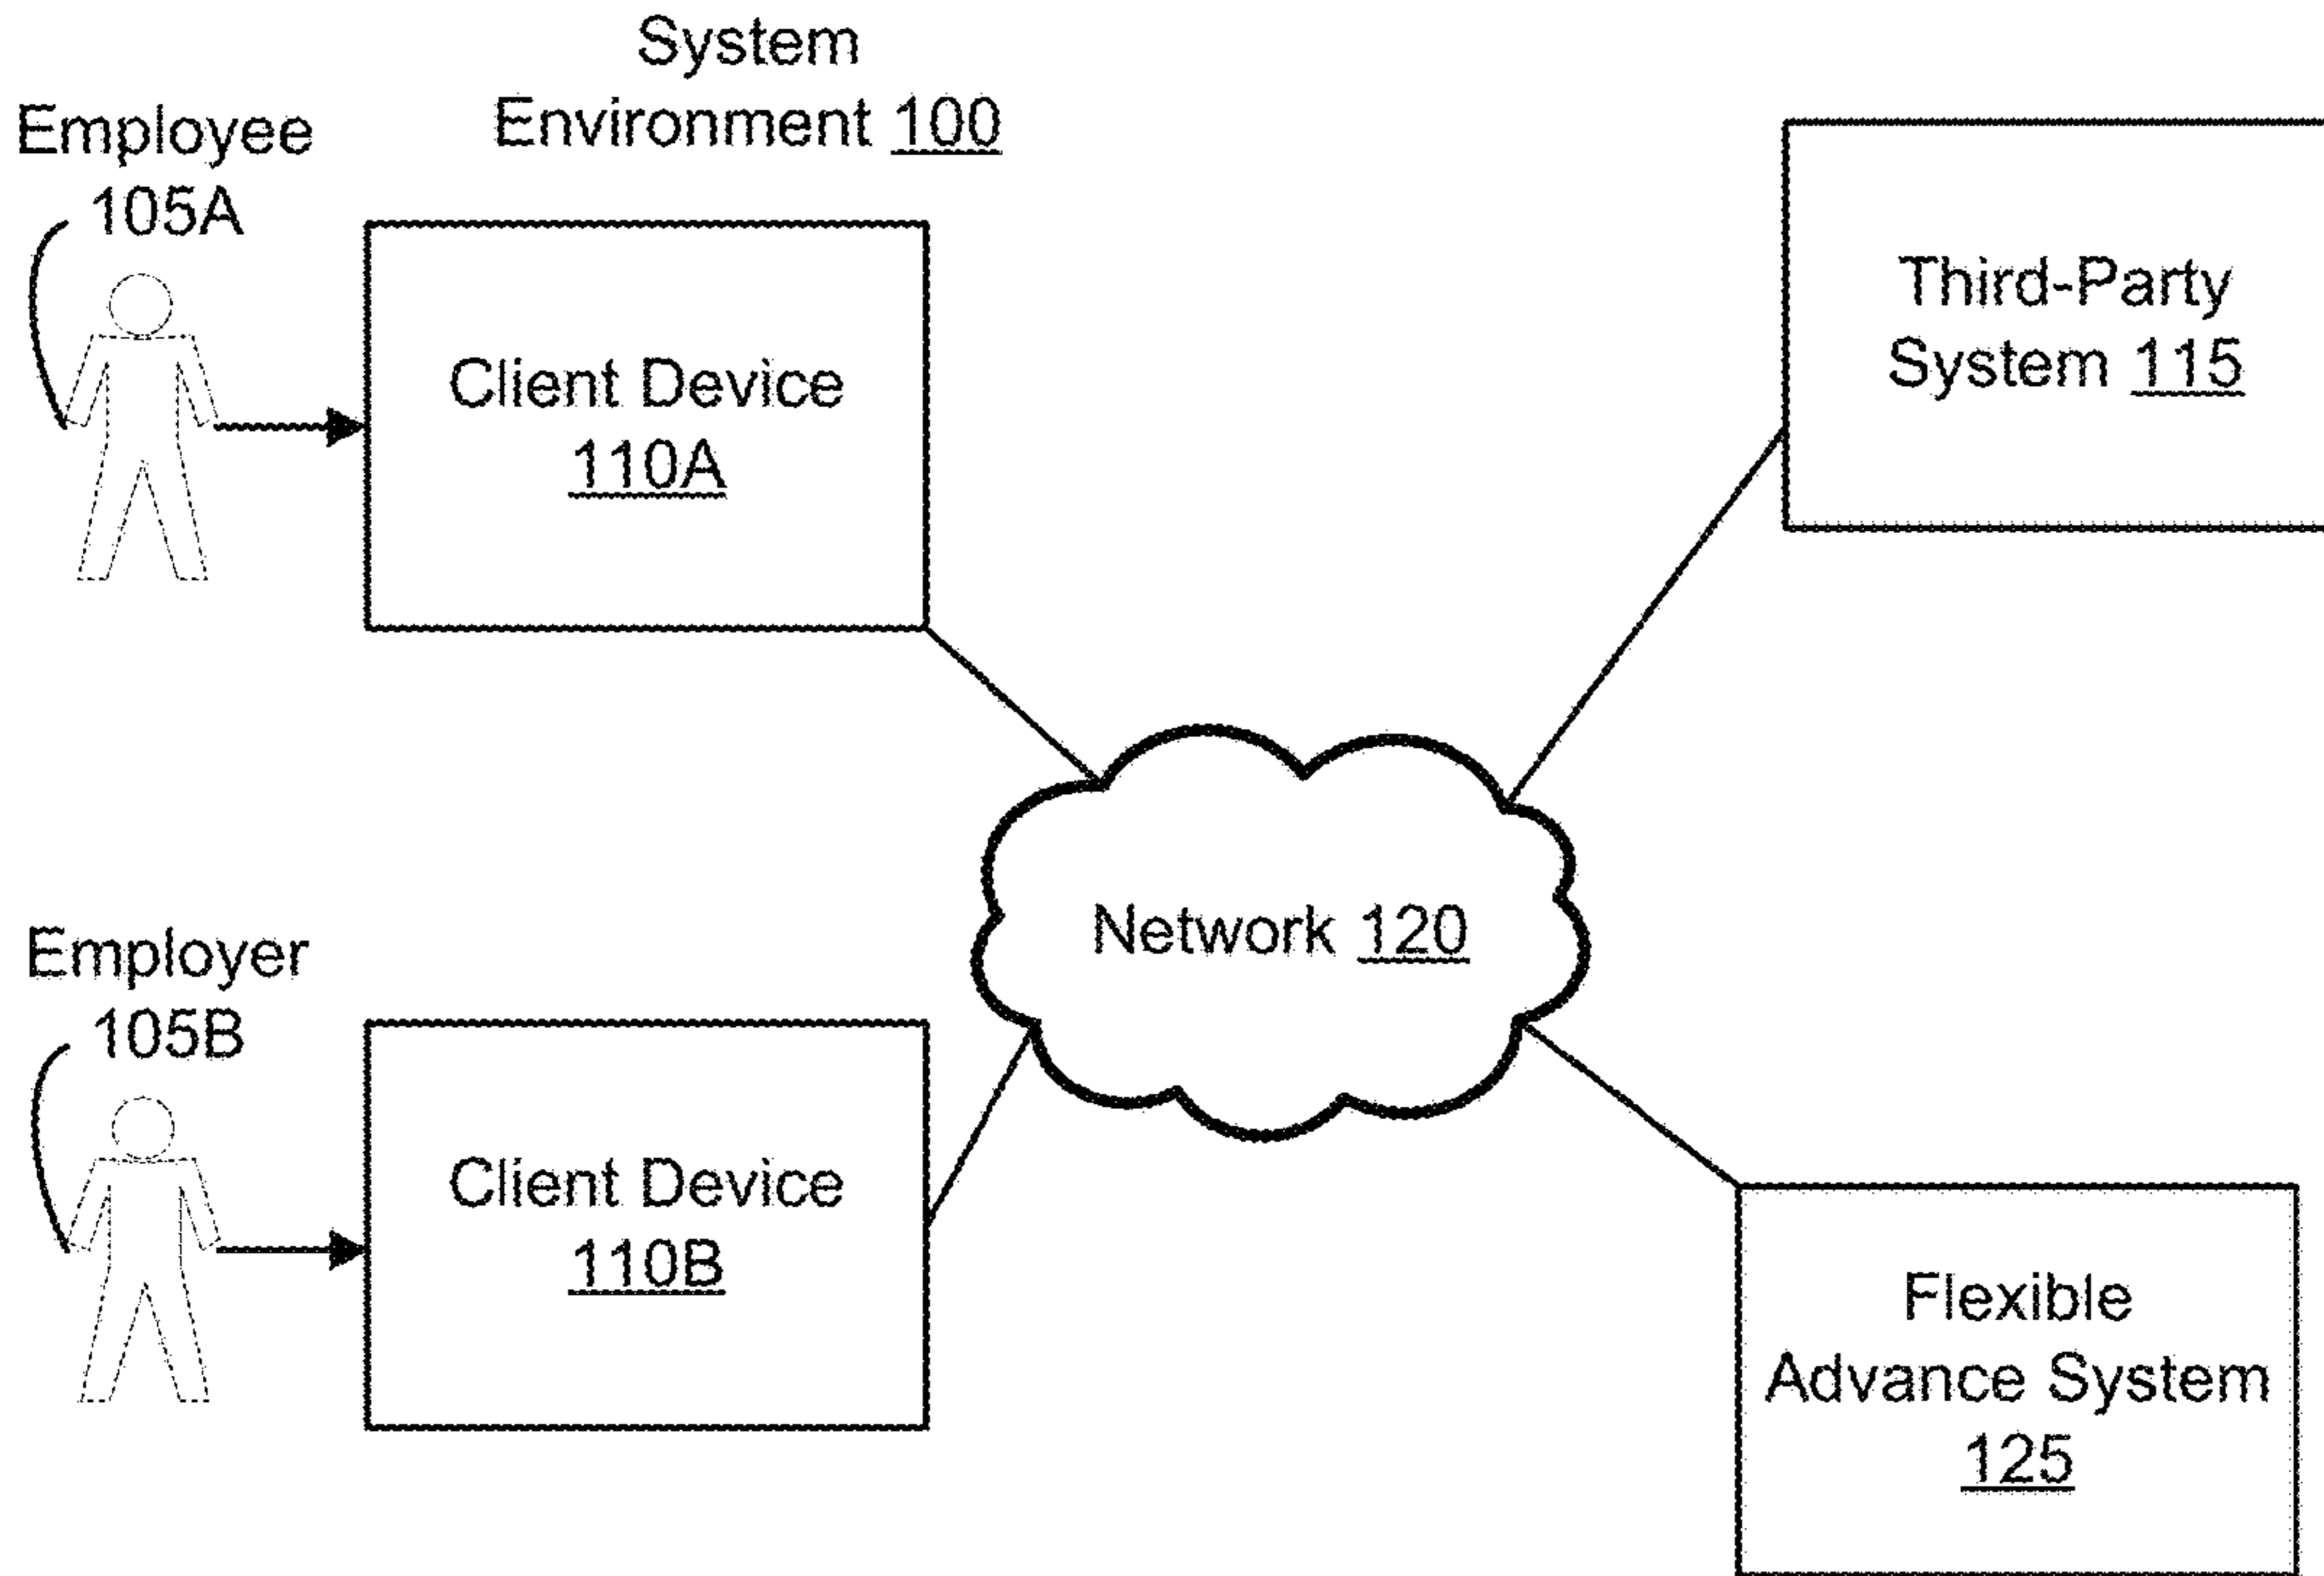 System
Environment 100
Employee
105A
Client Device
110A
Third-Party
System 115
Network 120
Employer
105B
Client Device
110B
Flexible
Advance System
125